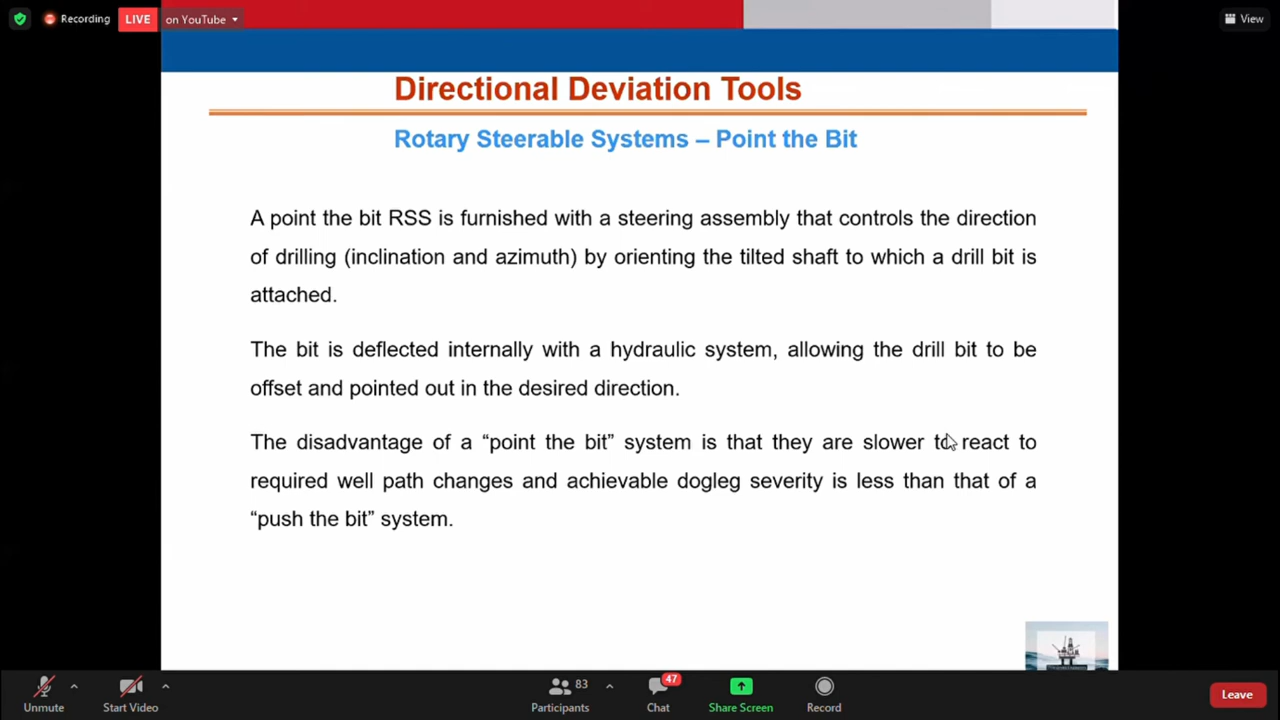 Recording
LIVE
on YouTube
View
Directional Deviation Tools
Rotary Steerable Systems – Point the Bit
A point the bit RSS is furnished with a steering assembly that controls the direction
of drilling (inclination and azimuth) by orienting the tilted shaft to which a drill bit is
attached.
The bit is deflected internally with a hydraulic system, allowing the drill bit to be
offset and pointed out in the desired direction.
The disadvantage of a “point the bit” system is that they are slower to react to
required well path changes and achievable dogleg severity is less than that of a
“push the bit” system.
Unmute
Start Video
83
Participants
47
Chat
Share Screen
Record
Leave